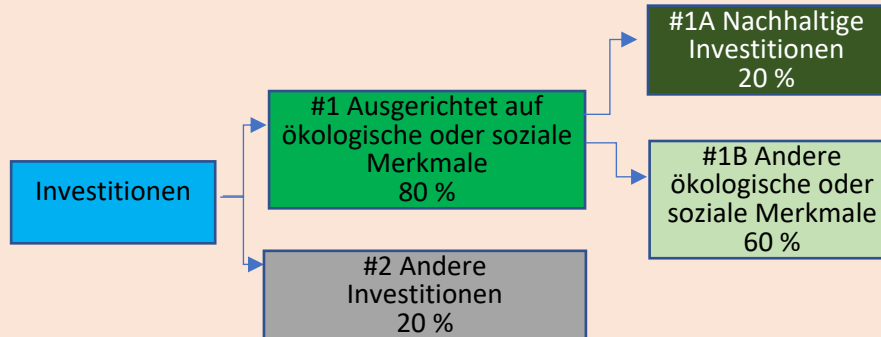 #1A Nachhaltige
Investitionen
20 %
#1 Ausgerichtet auf
ökologische oder soziale
Merkmale
80 %
#1B Andere
ökologische oder
soziale Merkmale
60 %
Investitionen
#2 Andere
Investitionen
20 %